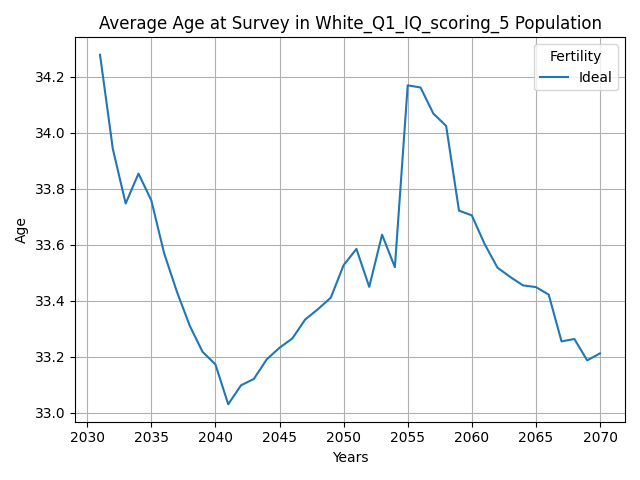 Average Age at Survey in White_Q1_IQ_scoring_5 Population
Fertility
Ideal
34.2
34.0
33.8
33.6
33.4
33.2
33.0
Age
2030 2035 2040 2045 2050 2055 2060 2065 2070
Years